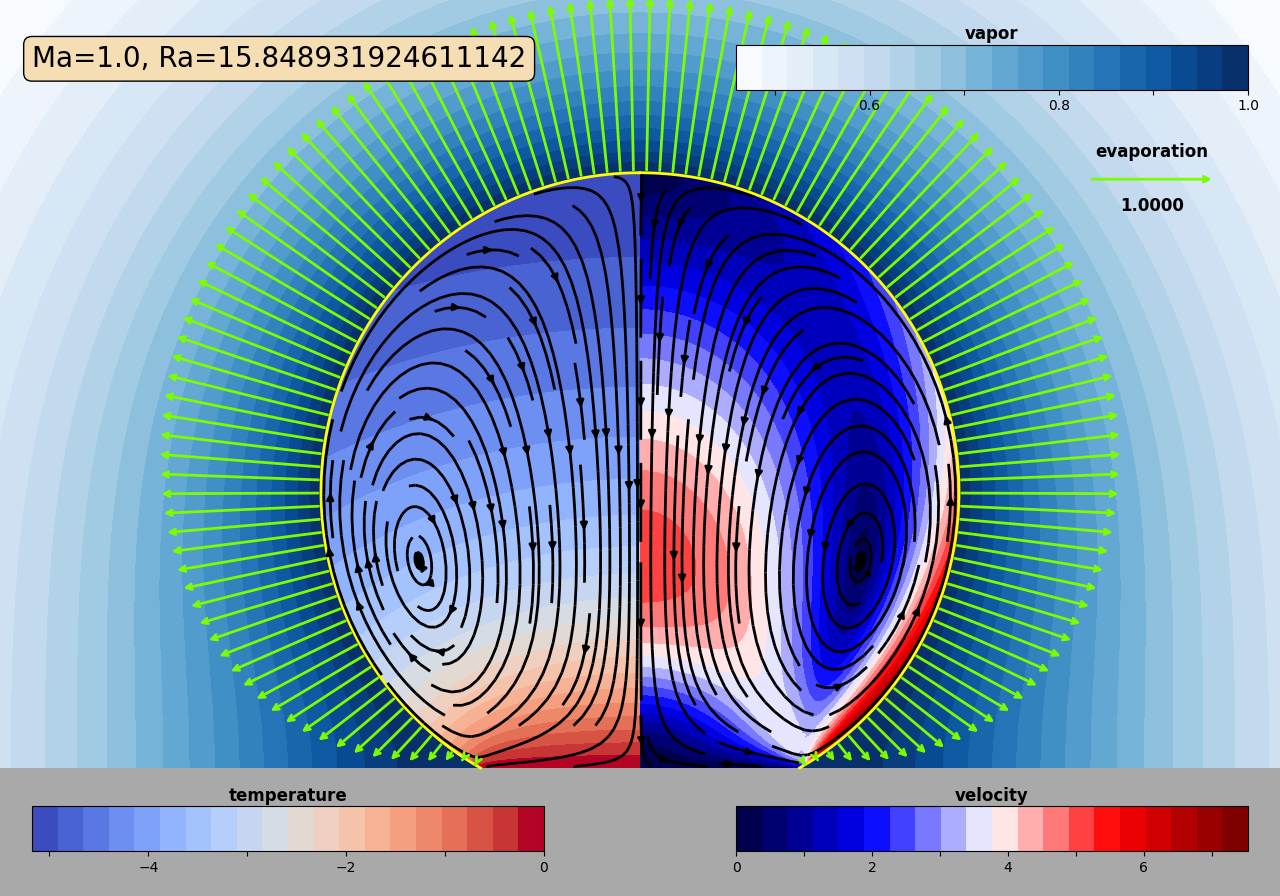 vapor
Ma=1.0, Ra=15.848931924611142
0.6 0.8 1.0
evaporation
1.0000
temperature velocity
−4 −2 0 0 2 4 6